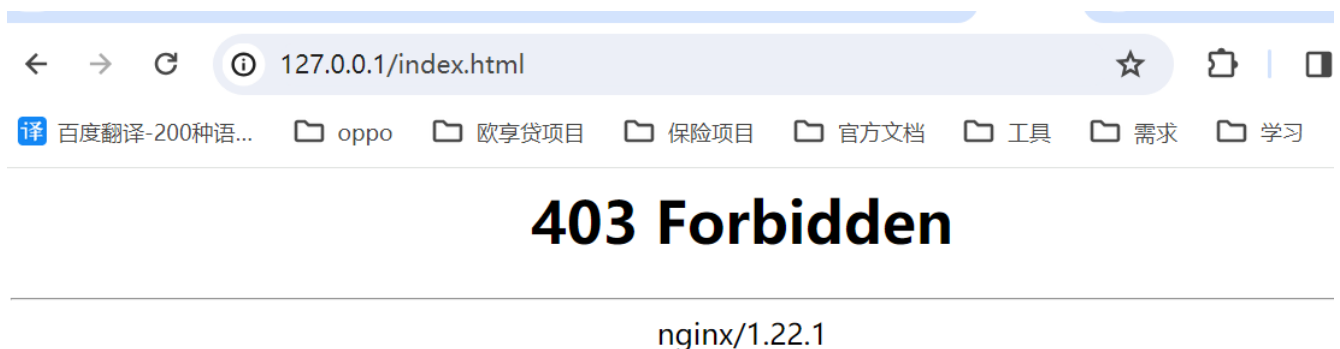 127.0.0.1/index.html
译 百度翻译-200种语... oppo 欧享贷项目 保险项目 官方文档 工具 需求 学习
403 Forbidden
nginx/1.22.1